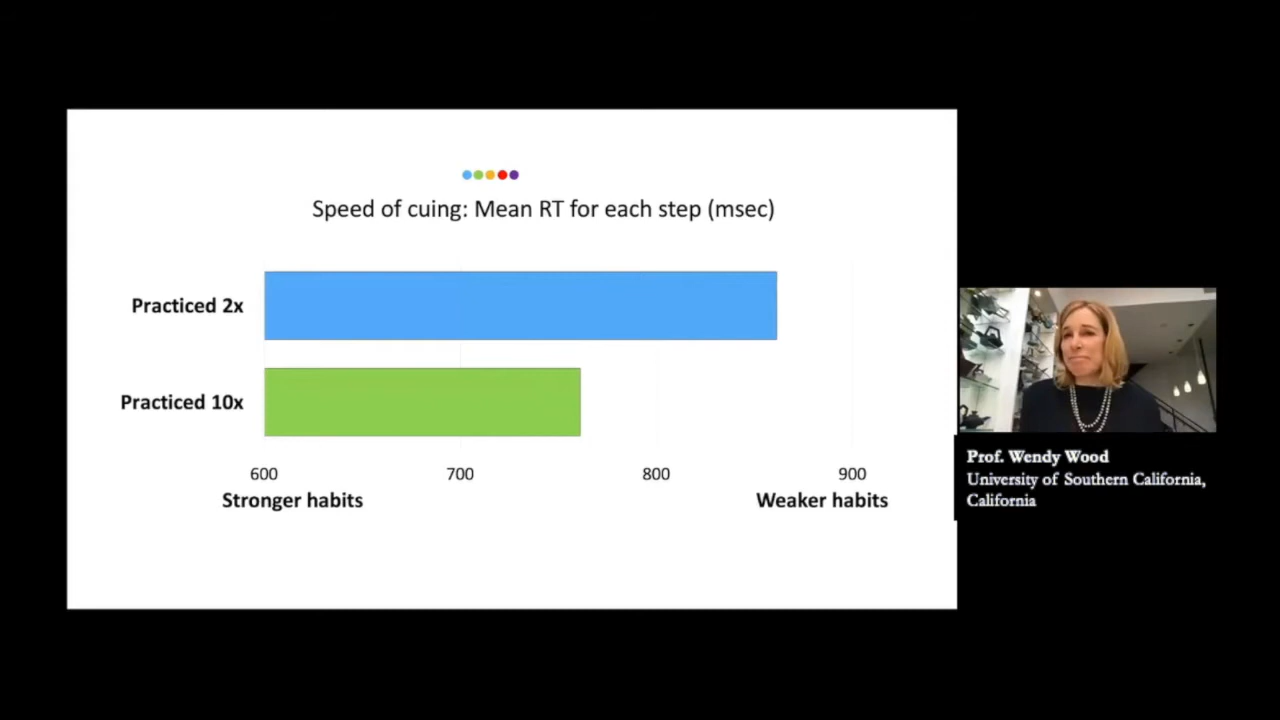 Speed of cuing: Mean RT for each step (msec)
Practiced 2x
Practiced 10x
600 700 800 900
Stronger habits Weaker habits
Prof. Wendy Wood
University of Southern California,
California